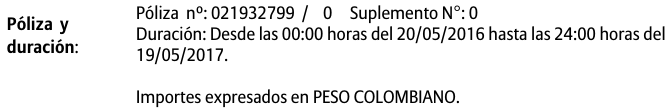 Póliza y
duración:
Póliza nº: 021932799 / 0 Suplemento N°: 0
Duración: Desde las 00:00 horas del 20/05/2016 hasta las 24:00 horas del
19/05/2017.
Importes expresados en PESO COLOMBIANO.